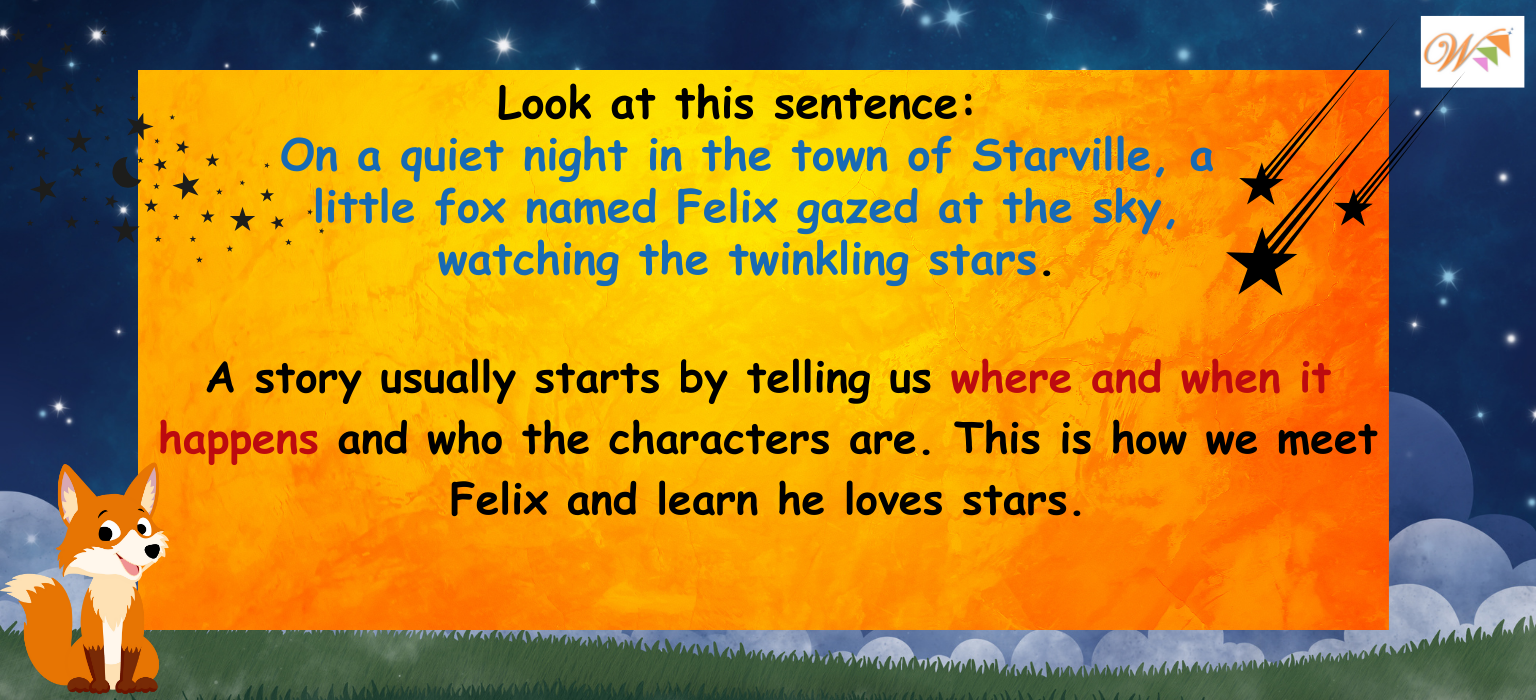 W
Look at this sentence:
On a quiet night in the town of Starville, a
little fox named Felix gazed at the sky,
watching the twinkling stars.
A story usually starts by telling us where and when it
happens and who the characters are. This is how we meet
Felix and learn he loves stars.